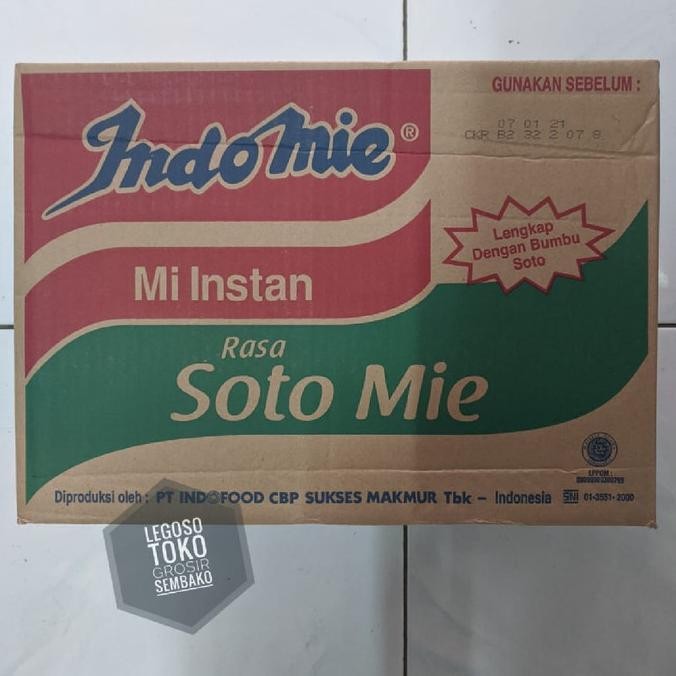 GUNAKAN SEBELUM :
07 01 21
CKR B2 32 2 07 8
Indomie®
Lengkap
Dengan Bumbu
Soto
Mi Instan
Rasa
Soto Mie
LPPOM :
Diproduksi oleh : PT INDOFOOD CBP SUKSES MAKMUR Tbk – Indonesia SNI 01-3551-2000
LEGOSO
TOKO
GROSIR
SEMBAKO